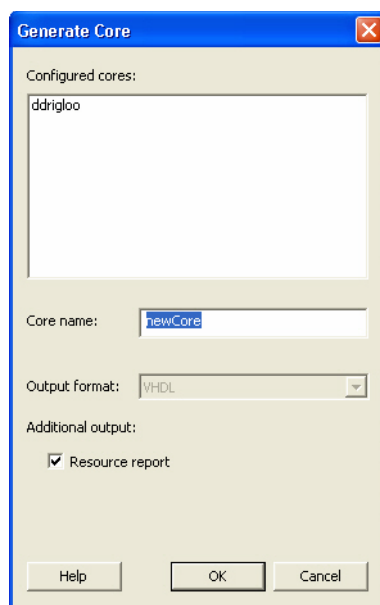 Generate Core
Configured cores:
ddrigloo
Core name: newCore
Output format: VHDL
Additional output:
Resource report
Help OK Cancel